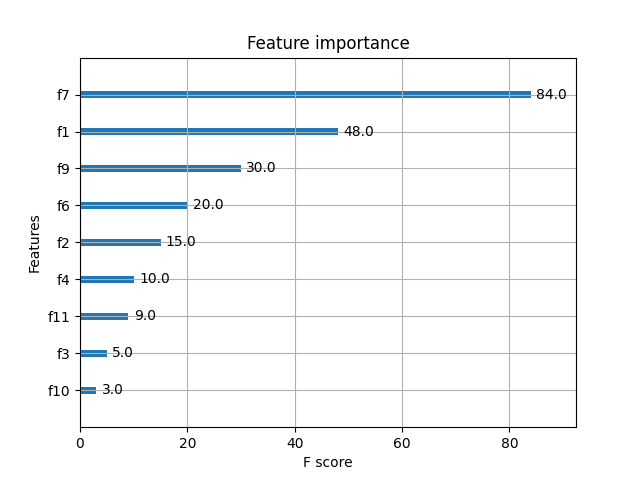 Feature importance
Features
f7 84.0
f1 48.0
f9 30.0
f6 20.0
f2 15.0
f4 10.0
f11 9.0
f3 5.0
f10 3.0
0 20 40 60 80
F score